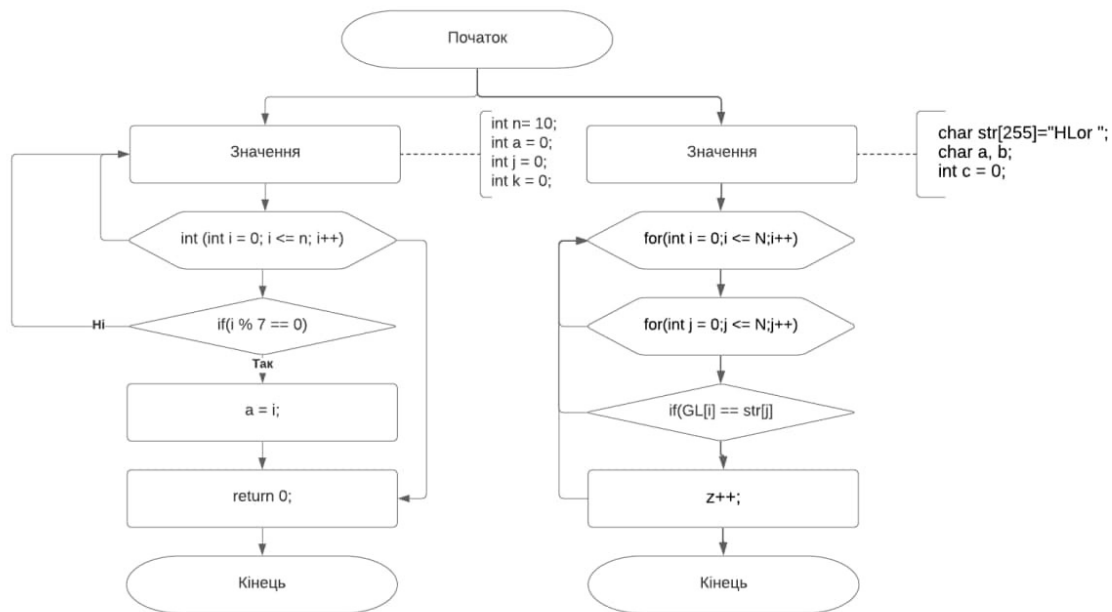 Початок
Значення
int n= 10;
int a = 0;
int j = 0;
int k = 0;
int (int i = 0; i <= n; i++)
if(i % 7 == 0)
Ні
Так
a = i;
return 0;
Кінець
Значення
char str[255]="HLor ";
char a, b;
int c = 0;
for(int i = 0;i <= N;i++)
for(int j = 0;j <= N;j++)
if(GL[i] == str[j]
z++;
Кінець